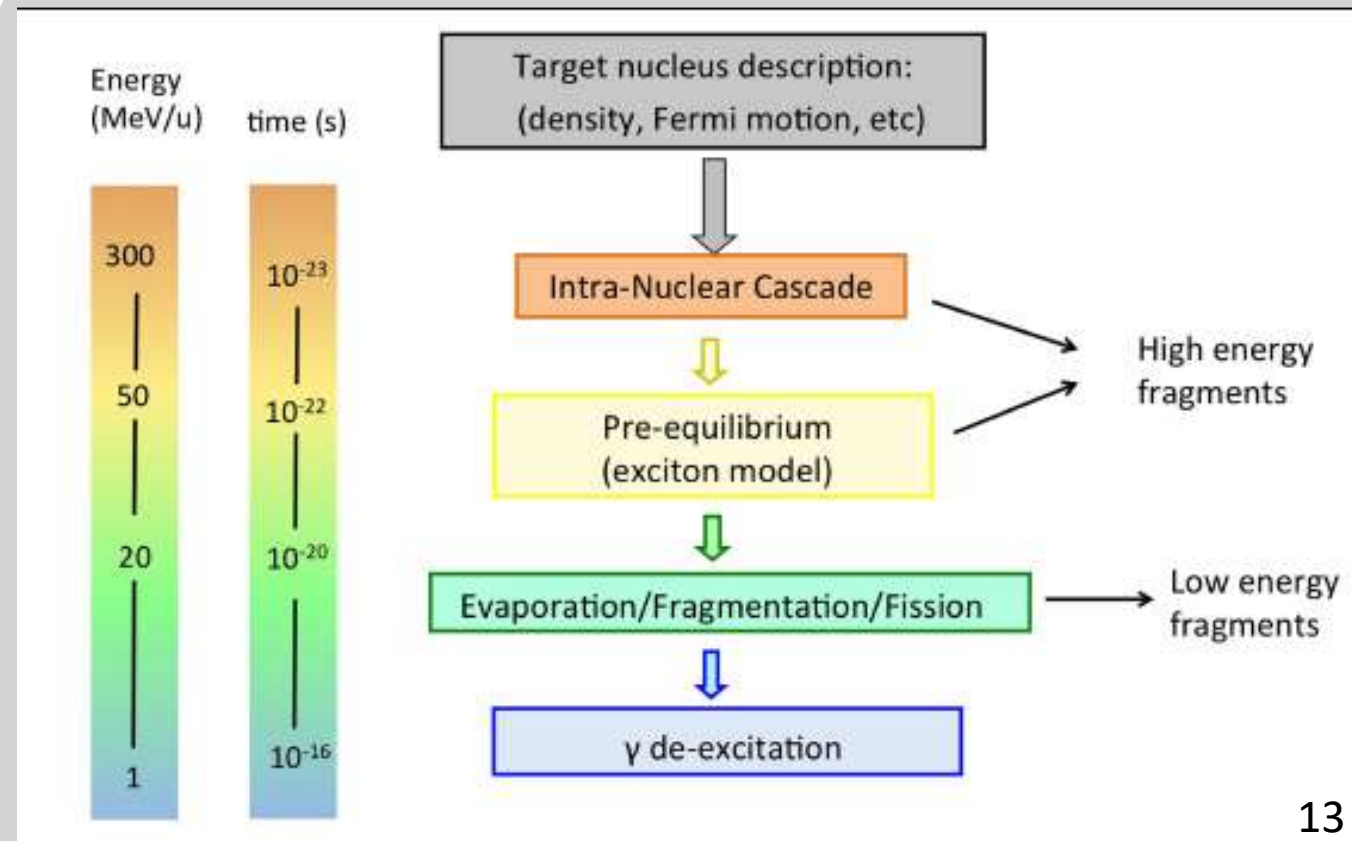 Energy
(MeV/u)
time (s)
300
50
20
1
10⁻²³
10⁻²²
10⁻²⁰
10⁻¹⁶
Target nucleus description:
(density, Fermi motion, etc)
Intra-Nuclear Cascade
High energy
fragments
Pre-equilibrium
(exciton model)
Evaporation/Fragmentation/Fission
Low energy
fragments
γ de-excitation
13